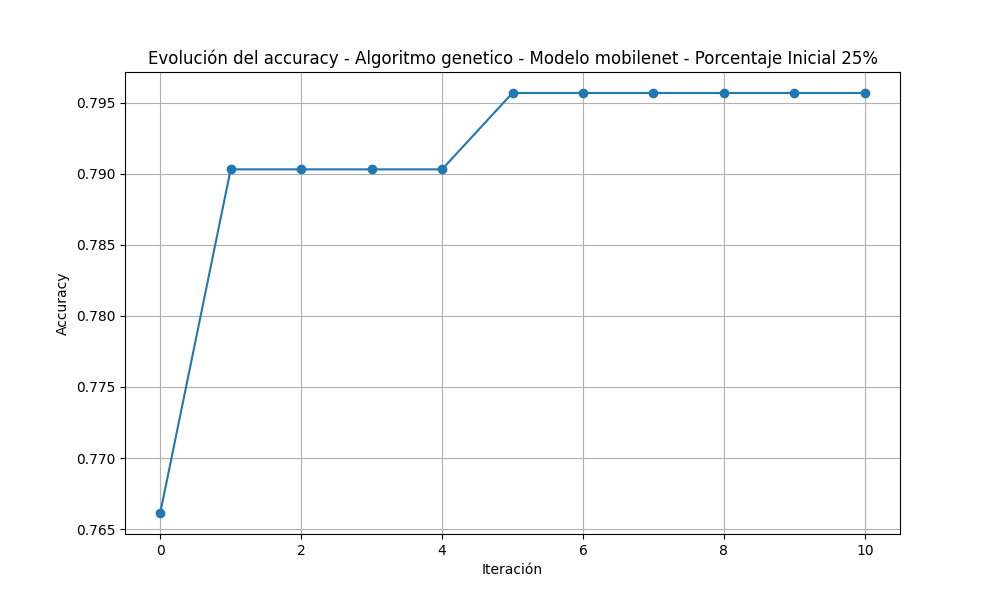 Evolución del accuracy - Algoritmo genetico - Modelo mobilenet - Porcentaje Inicial 25%
Accuracy
0.795
0.790
0.785
0.780
0.775
0.770
0.765
0 2 4 6 8 10
Iteración